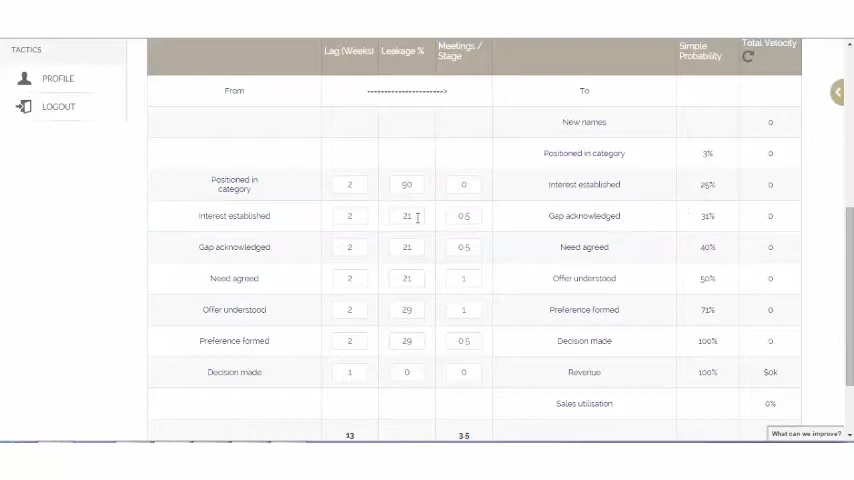 TACTICS
PROFILE
LOGOUT
Lag (Weeks) Leakage % Meetings / Stage Simple Probability Total Velocity
From ----------------------> To
New names 0
Positioned in category 3% 0
Positioned in category 2 90 0 Interest established 25% 0
Interest established 2 21 0.5 Gap acknowledged 31% 0
Gap acknowledged 2 21 0.5 Need agreed 40% 0
Need agreed 2 21 1 Offer understood 50% 0
Offer understood 2 29 1 Preference formed 71% 0
Preference formed 2 29 0.5 Decision made 100% 0
Decision made 1 0 0 Revenue 100% $0k
Sales utilisation 0%
13 3.5
What can we improve?